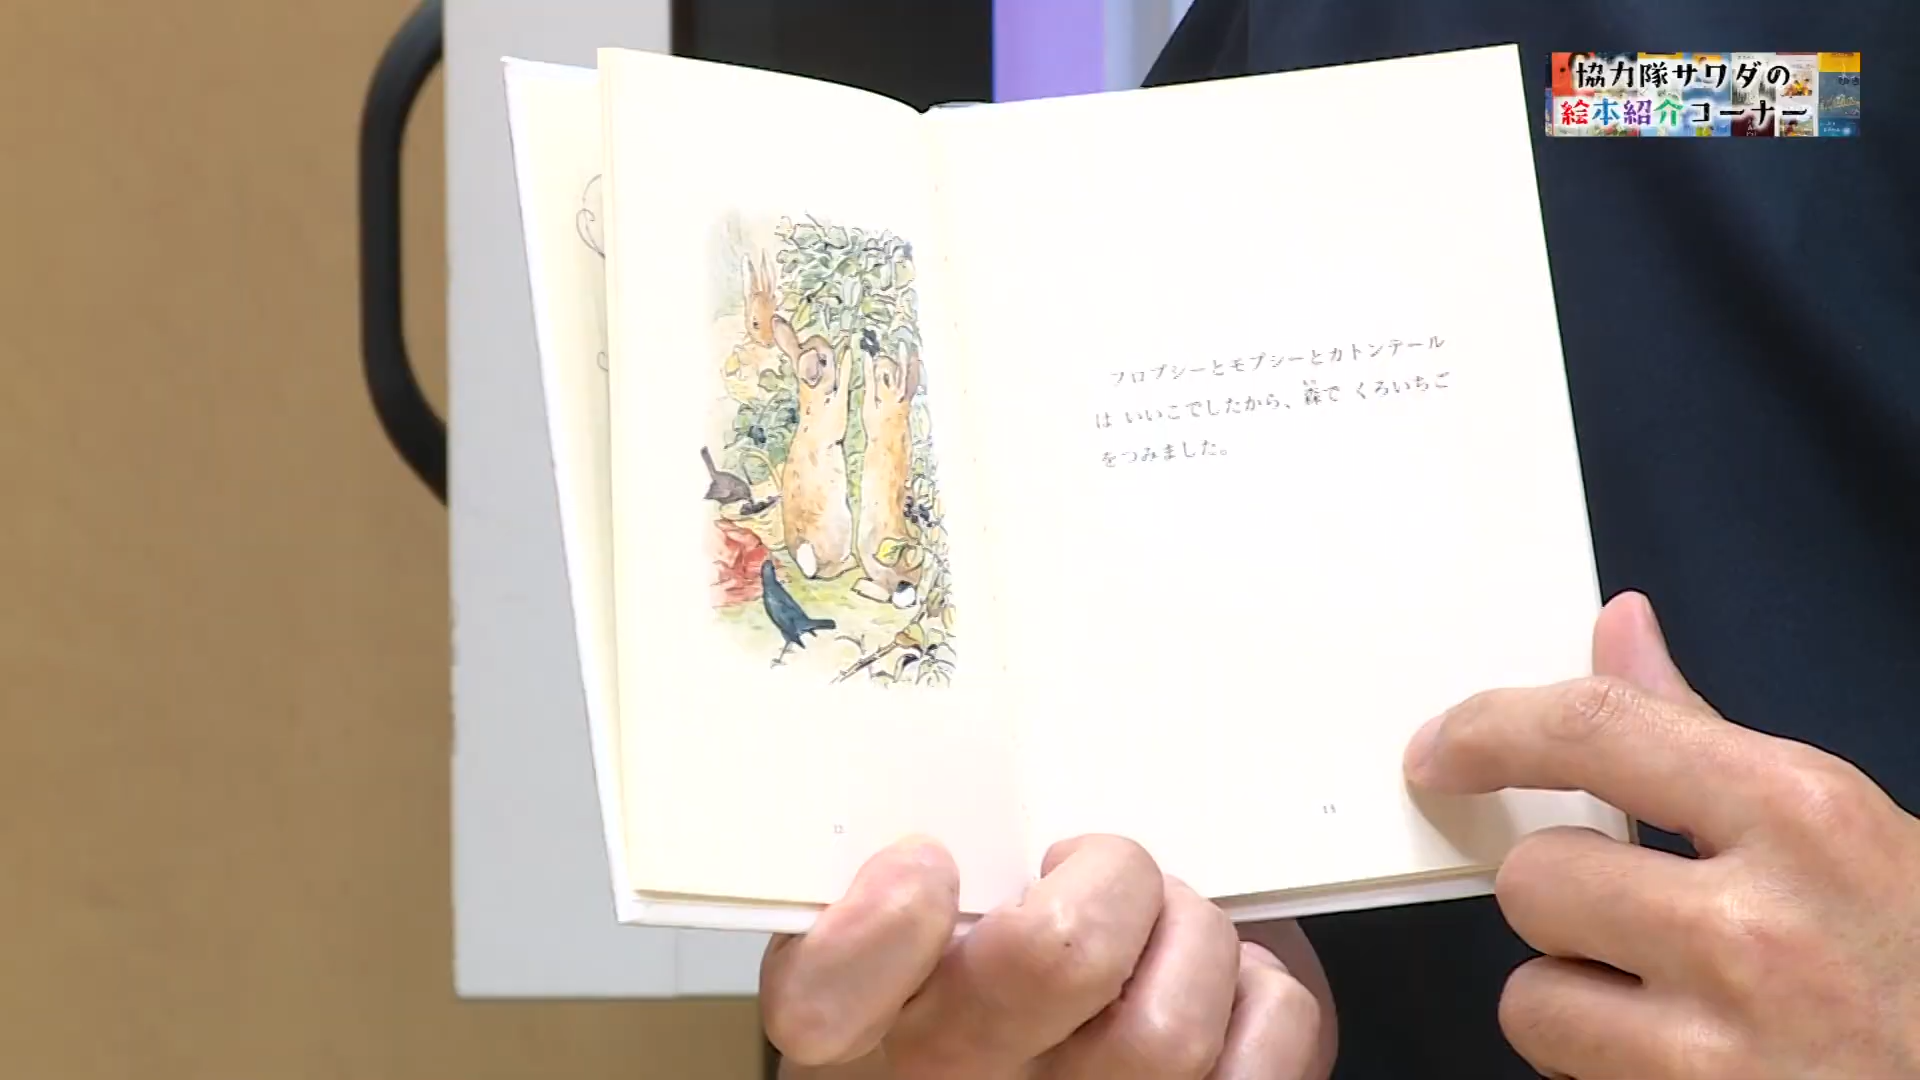 協力隊サワダの
絵本紹介コーナー
フロプシーとモプシーとカトンテール
は いいこでしたから、森で くろいちご
をつみました。
12
13